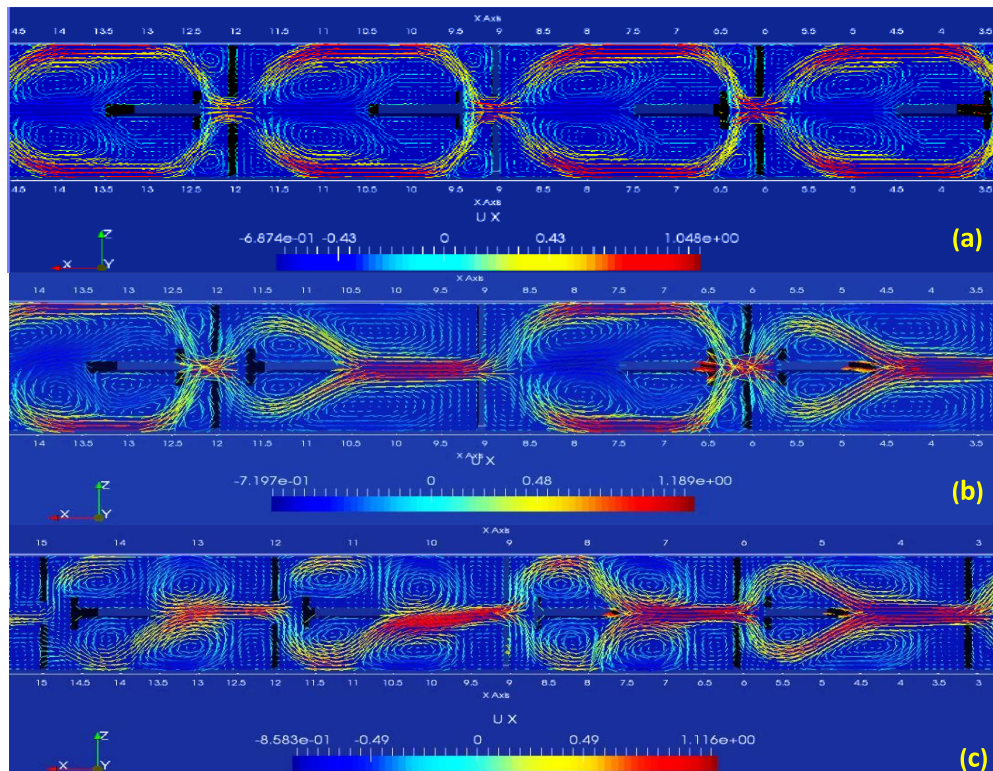 X Axis
4.5 14 13.5 13 12.5 12 11.5 11 10.5 10 9.5 9 8.5 8 7.5 7 6.5 6 5.5 5 4.5 4 3.5
4.5 14 13.5 13 12.5 12 11.5 11 10.5 10 9.5 9 8.5 8 7.5 7 6.5 6 5.5 5 4.5 4 3.5
X Axis
U X
-6.874e-01 -0.43 0 0.43 1.048e+00
(a)
Z
X Y
X Axis
14 13.5 13 12.5 12 11.5 11 10.5 10 9.5 9 8.5 8 7.5 7 6.5 6 5.5 5 4.5 4 3.5
14 13.5 13 12.5 12 11.5 11 10.5 10 9.5 9 8.5 8 7.5 7 6.5 6 5.5 5 4.5 4 3.5
X Axis
U X
-7.197e-01 0 0.48 1.189e+00
(b)
Z
X Y
X Axis
15 14 13 12 11 10 9 8 7 6 5 4 3
15 14.5 14 13.5 13 12.5 12 11.5 11 10.5 10 9.5 9 8.5 8 7.5 7 6.5 6 5.5 5 4.5 4 3.5 3
X Axis
U X
-8.583e-01 -0.49 0 0.49 1.116e+00
Z
X Y
(c)